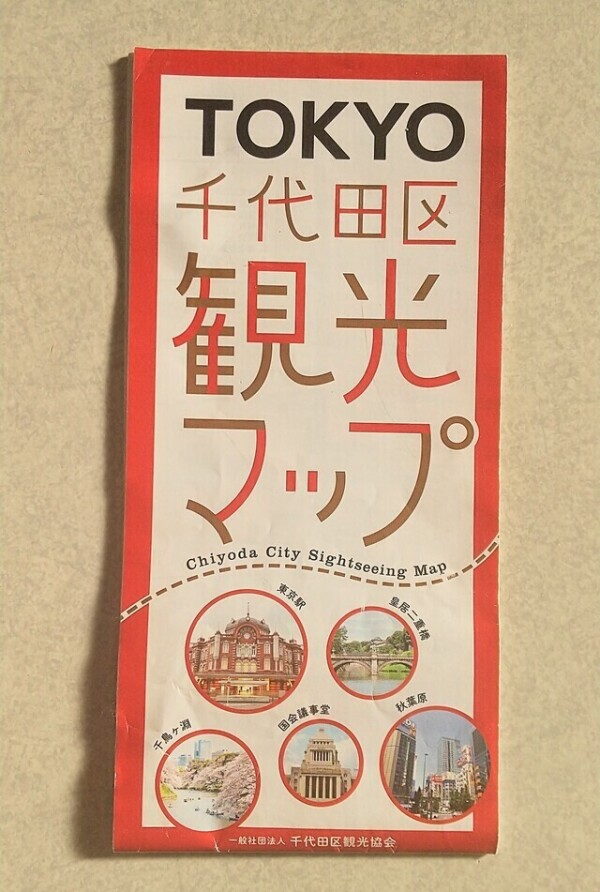 TOKYO
千代田区
観光
マップ
Chiyoda City Sightseeing Map
東京駅
皇居二重橋
千鳥ヶ淵
国会議事堂
秋葉原
一般社団法人 千代田区観光協会